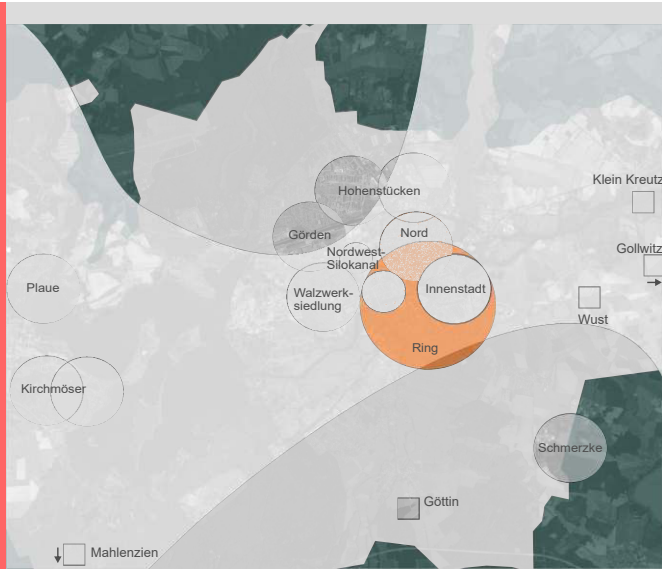 Klein Kreutz
Hohenstücken
Görden
Nord
Gollwitz
Nordwest-
Silokanal
Plaue
Walzwerk-
siedlung
Innenstadt
Wust
Ring
Kirchmöser
Schmerzke
Göttin
Mahlenzien